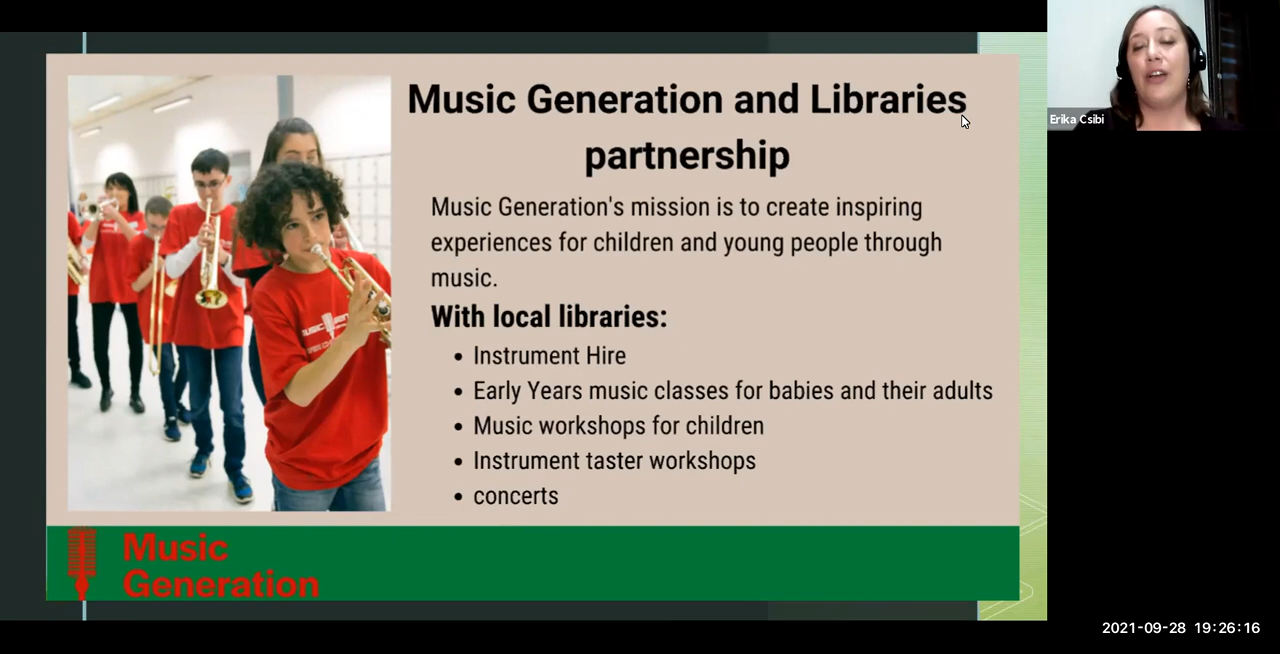 Music Generation and Libraries
partnership
Music Generation's mission is to create inspiring
experiences for children and young people through
music.
With local libraries:
• Instrument Hire
• Early Years music classes for babies and their adults
• Music workshops for children
• Instrument taster workshops
• concerts
Music
Generation
Erika Csibi
2021-09-28 19:26:16